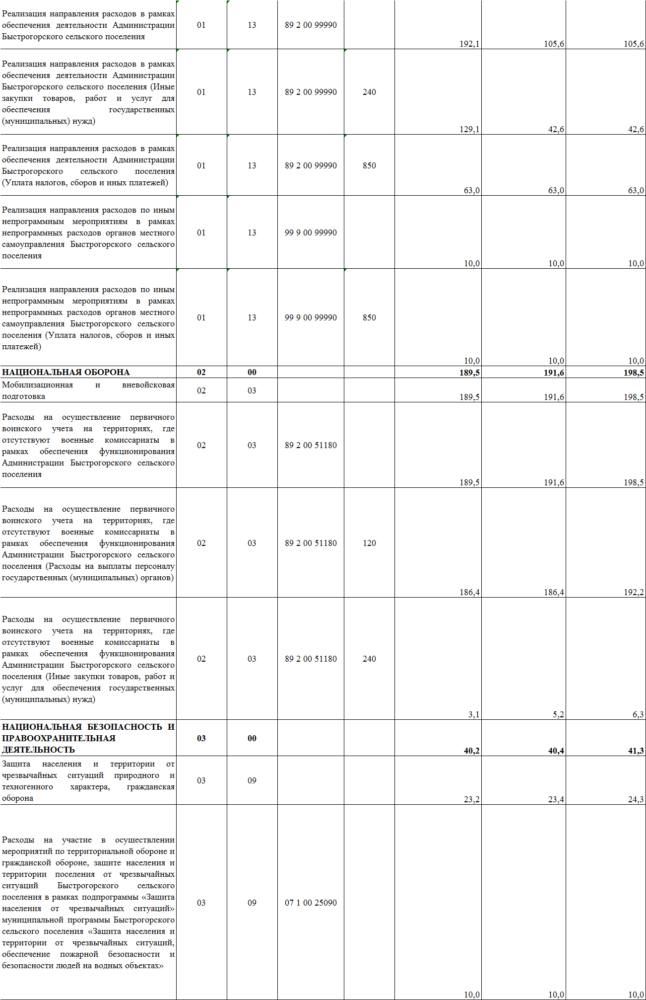 Реализация направления расходов в рамках
обеспечения деятельности Администрации
Быстрогорского сельского поселения
01 13 89 2 00 99990 192,1 105,6 105,6
Реализация направления расходов в рамках
обеспечения деятельности Администрации
Быстрогорского сельского поселения (Иные
закупки товаров, работ и услуг для
обеспечения государственных
(муниципальных) нужд)
01 13 89 2 00 99990 240 129,1 42,6 42,6
Реализация направления расходов в рамках
обеспечения деятельности Администрации
Быстрогорского сельского поселения
(Уплата налогов, сборов и иных платежей)
01 13 89 2 00 99990 850 63,0 63,0 63,0
Реализация направления расходов по иным
непрограммным мероприятиям в рамках
непрограммных расходов органов местного
самоуправления Быстрогорского сельского
поселения
01 13 99 9 00 99990 10,0 10,0 10,0
Реализация направления расходов по иным
непрограммным мероприятиям в рамках
непрограммных расходов органов местного
самоуправления Быстрогорского сельского
поселения (Уплата налогов, сборов и иных
платежей)
01 13 99 9 00 99990 850 10,0 10,0 10,0
НАЦИОНАЛЬНАЯ ОБОРОНА 02 00 189,5 191,6 198,5
Мобилизационная и вневойсковая
подготовка
02 03 189,5 191,6 198,5
Расходы на осуществление первичного
воинского учета на территориях, где
отсутствуют военные комиссариаты в
рамках обеспечения функционирования
Администрации Быстрогорского сельского
поселения
02 03 89 2 00 51180 189,5 191,6 198,5
Расходы на осуществление первичного
воинского учета на территориях, где
отсутствуют военные комиссариаты в
рамках обеспечения функционирования
Администрации Быстрогорского сельского
поселения (Расходы на выплаты персоналу
государственных (муниципальных) органов)
02 03 89 2 00 51180 120 186,4 186,4 192,2
Расходы на осуществление первичного
воинского учета на территориях, где
отсутствуют военные комиссариаты в
рамках обеспечения функционирования
Администрации Быстрогорского сельского
поселения (Иные закупки товаров, работ и
услуг для обеспечения государственных
(муниципальных) нужд)
02 03 89 2 00 51180 240 3,1 5,2 6,3
НАЦИОНАЛЬНАЯ БЕЗОПАСНОСТЬ И
ПРАВООХРАНИТЕЛЬНАЯ
ДЕЯТЕЛЬНОСТЬ
03 00 40,2 40,4 41,3
Защита населения и территории от
чрезвычайных ситуаций природного и
техногенного характера, гражданская
оборона
03 09 23,2 23,4 24,3
Расходы на участие в осуществлении
мероприятий по территориальной обороне и
гражданской обороне, защите населения и
территории поселения от чрезвычайных
ситуаций Быстрогорского сельского
поселения в рамках подпрограммы «Защита
населения от чрезвычайных ситуаций»
муниципальной программы Быстрогорского
сельского поселения «Защита населения и
территории от чрезвычайных ситуаций,
обеспечение пожарной безопасности и
безопасности людей на водных объектах»
03 09 07 1 00 25090 10,0 10,0 10,0